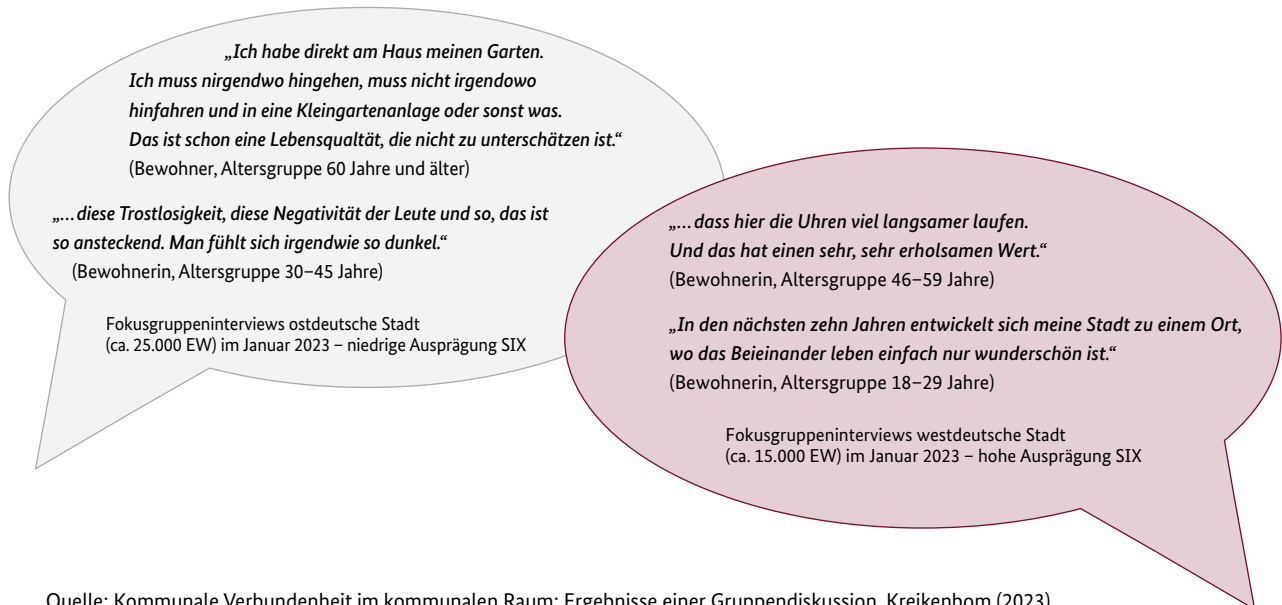 „Ich habe direkt am Haus meinen Garten.
Ich muss nirgendwo hingehen, muss nicht irgendowo
hinfahren und in eine Kleingartenanlage oder sonst was.
Das ist schon eine Lebensqualtät, die nicht zu unterschätzen ist.“
(Bewohner, Altersgruppe 60 Jahre und älter)
„...diese Trostlosigkeit, diese Negativität der Leute und so, das ist
so ansteckend. Man fühlt sich irgendwie so dunkel.“
(Bewohnerin, Altersgruppe 30–45 Jahre)
Fokusgruppeninterviews ostdeutsche Stadt
(ca. 25.000 EW) im Januar 2023 – niedrige Ausprägung SIX
„...dass hier die Uhren viel langsamer laufen.
Und das hat einen sehr, sehr erholsamen Wert.“
(Bewohnerin, Altersgruppe 46–59 Jahre)
„In den nächsten zehn Jahren entwickelt sich meine Stadt zu einem Ort,
wo das Beieinander leben einfach nur wunderschön ist.“
(Bewohnerin, Altersgruppe 18–29 Jahre)
Fokusgruppeninterviews westdeutsche Stadt
(ca. 15.000 EW) im Januar 2023 – hohe Ausprägung SIX
Quelle: Kommunale Verbundenheit im kommunalen Raum: Ergebnisse einer Gruppendiskussion, Kreikenbom (2023)